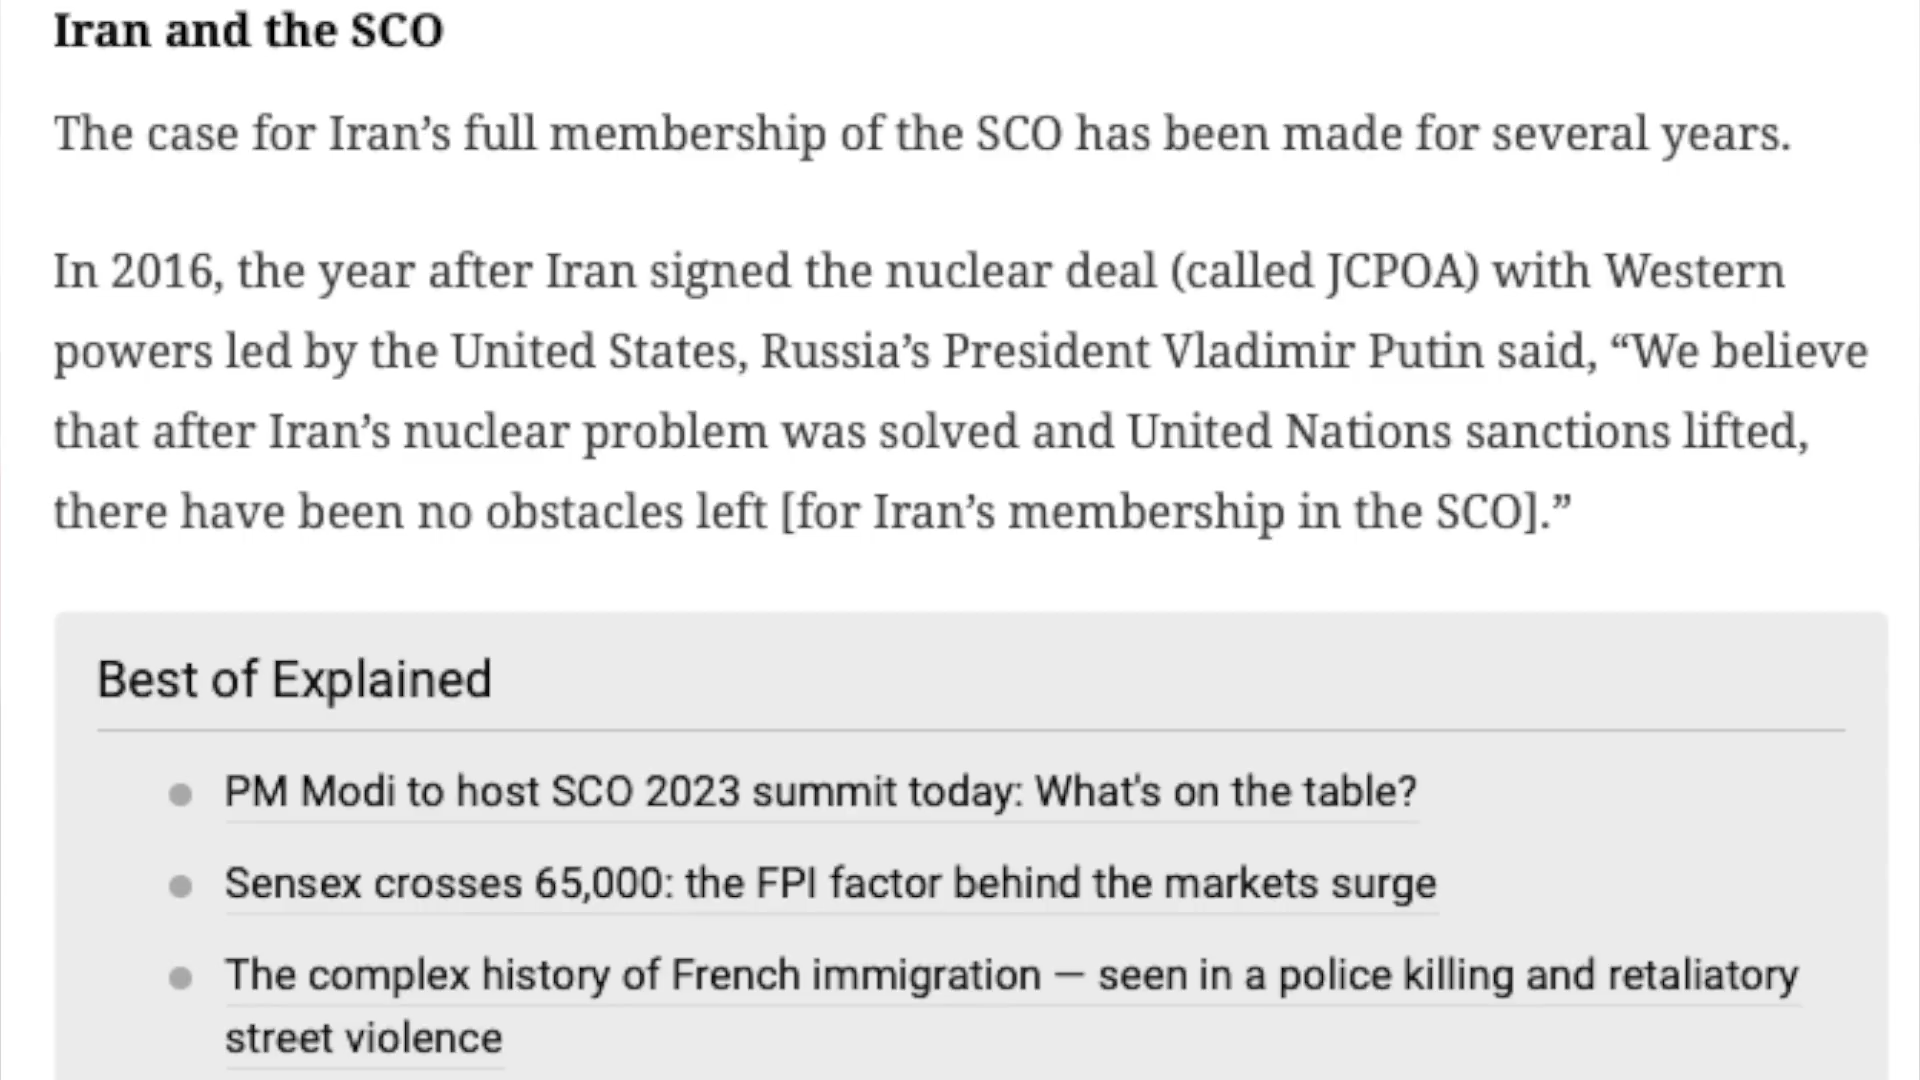 Iran and the SCO
The case for Iran’s full membership of the SCO has been made for several years.
In 2016, the year after Iran signed the nuclear deal (called JCPOA) with Western
powers led by the United States, Russia’s President Vladimir Putin said, “We believe
that after Iran’s nuclear problem was solved and United Nations sanctions lifted,
there have been no obstacles left [for Iran’s membership in the SCO].”
Best of Explained
PM Modi to host SCO 2023 summit today: What's on the table?
Sensex crosses 65,000: the FPI factor behind the markets surge
The complex history of French immigration — seen in a police killing and retaliatory
street violence